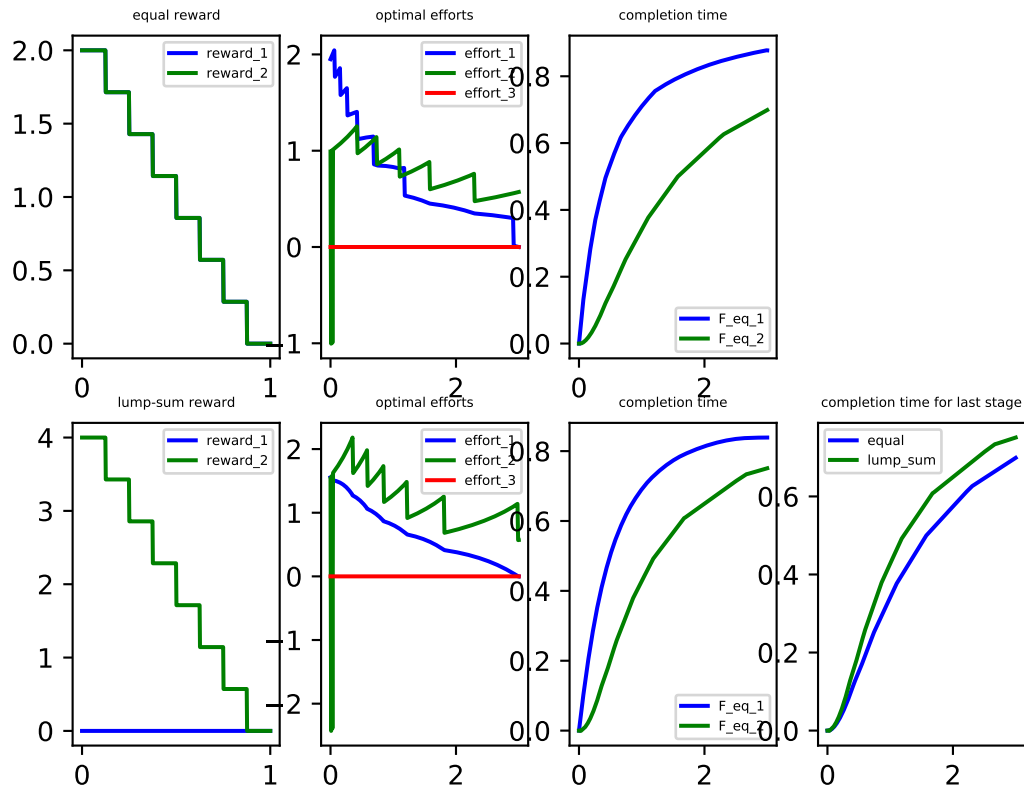 equal reward
2.0
1.5
1.0
0.5
0.0
0 1
reward_1
reward_2
optimal efforts
2
1
0
−1
0 2
effort_1
effort_2
effort_3
completion time
0.8
0.6
0.4
0.2
0.0
0 2
F_eq_1
F_eq_2
lump-sum reward
4
3
2
1
0
0 1
reward_1
reward_2
optimal efforts
2
1
0
−1
−2
0 2
effort_1
effort_2
effort_3
completion time
0.8
0.6
0.4
0.2
0.0
0 2
F_eq_1
F_eq_2
completion time for last stage
0.6
0.4
0.2
0.0
0 2
equal
lump_sum